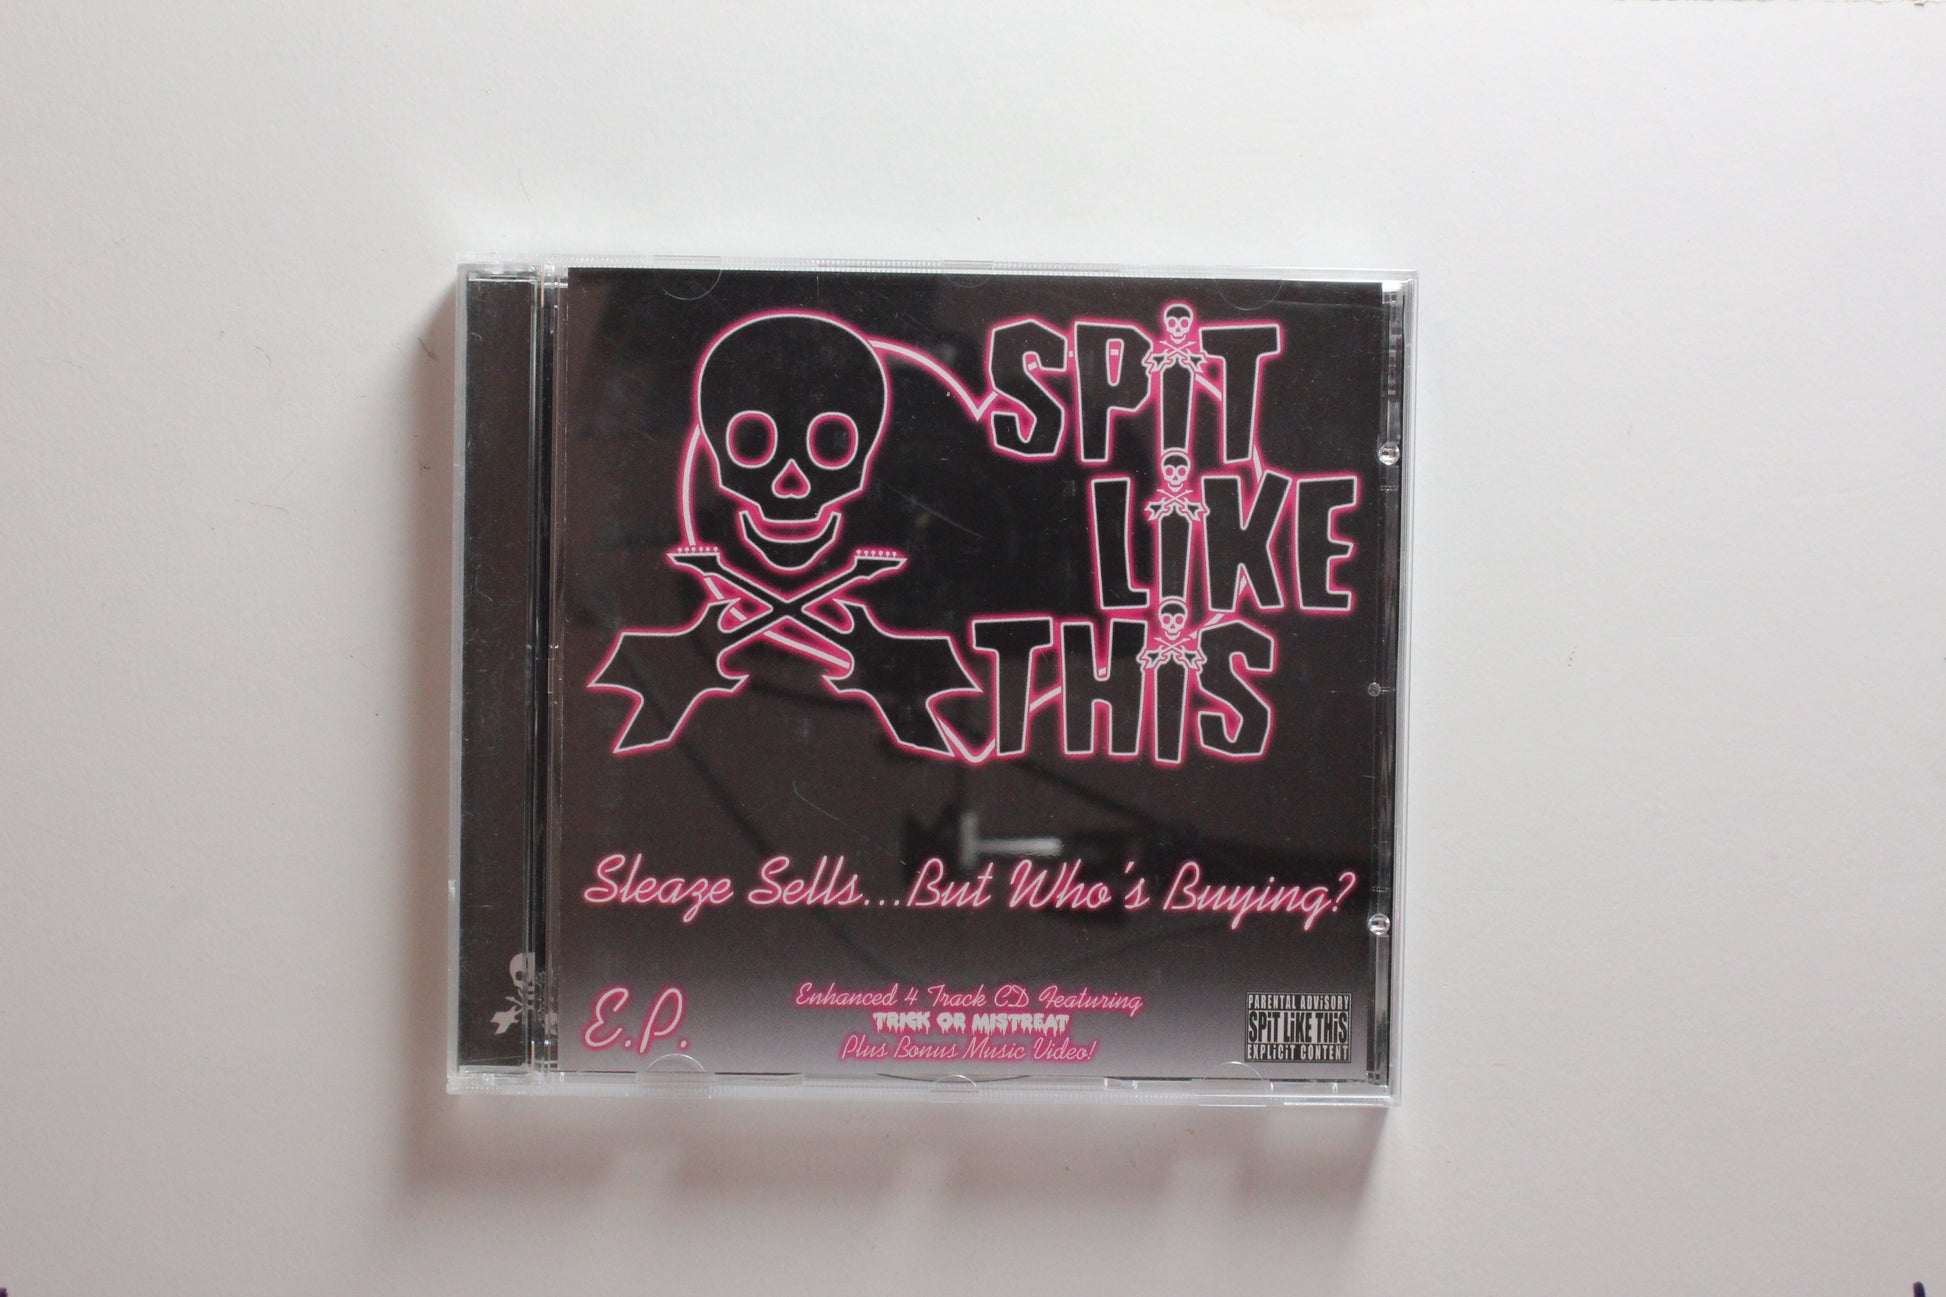 SPiT
LiKE
THiS
Sleaze Sells...But Who's Buying?
E.P.
Enhanced 4 Track CD Featuring
TRICK OR MISTREAT
Plus Bonus Music Video!
PARENTAL ADViSORY
SPiT LiKE THiS
EXPLiCiT CONTENT